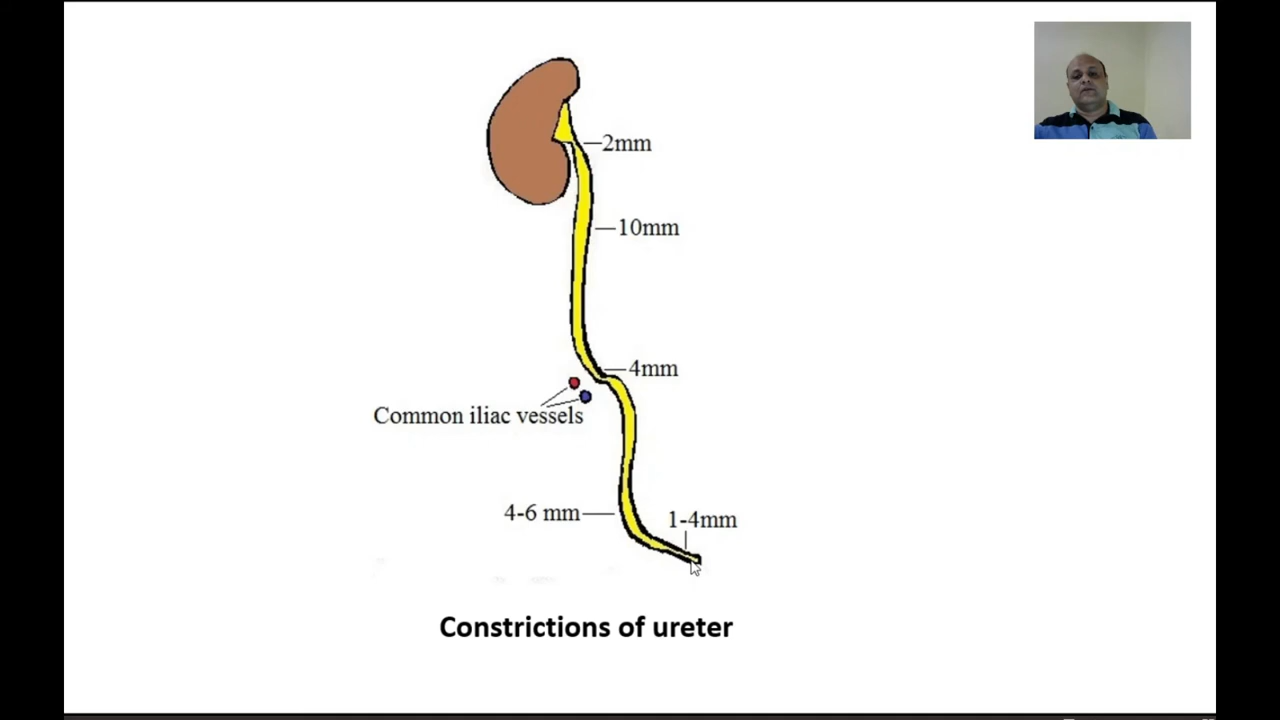 2mm
10mm
4mm
Common iliac vessels
4-6 mm
1-4mm
Constrictions of ureter